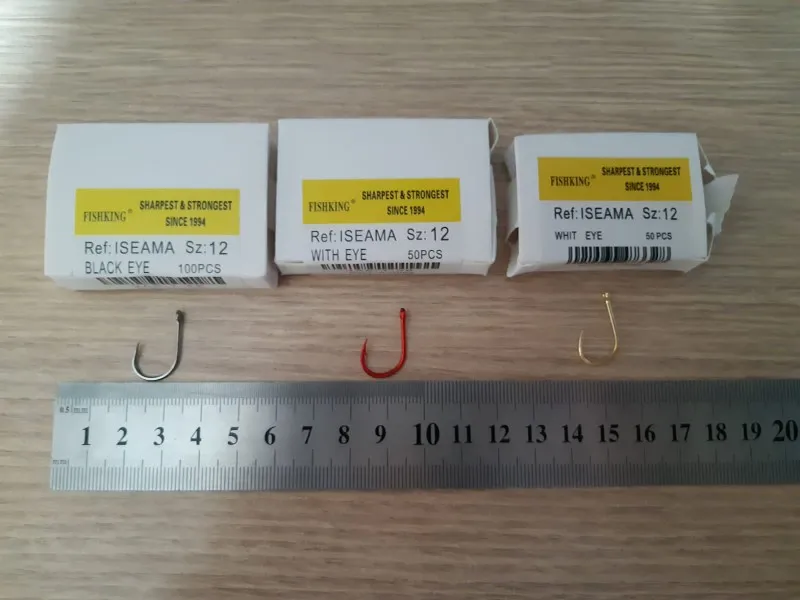 FISHKING® SHARPEST & STRONGEST
SINCE 1994
Ref: ISEAMA Sz: 12
BLACK EYE 100PCS
FISHKING® SHARPEST & STRONGEST
SINCE 1994
Ref: ISEAMA Sz: 12
WITH EYE 50PCS
FISHKING® SHARPEST & STRONGEST
SINCE 1994
Ref: ISEAMA Sz: 12
WHIT EYE 50 PCS
0.5
1 2 3 4 5 6 7 8 9 10 11 12 13 14 15 16 17 18 19 20